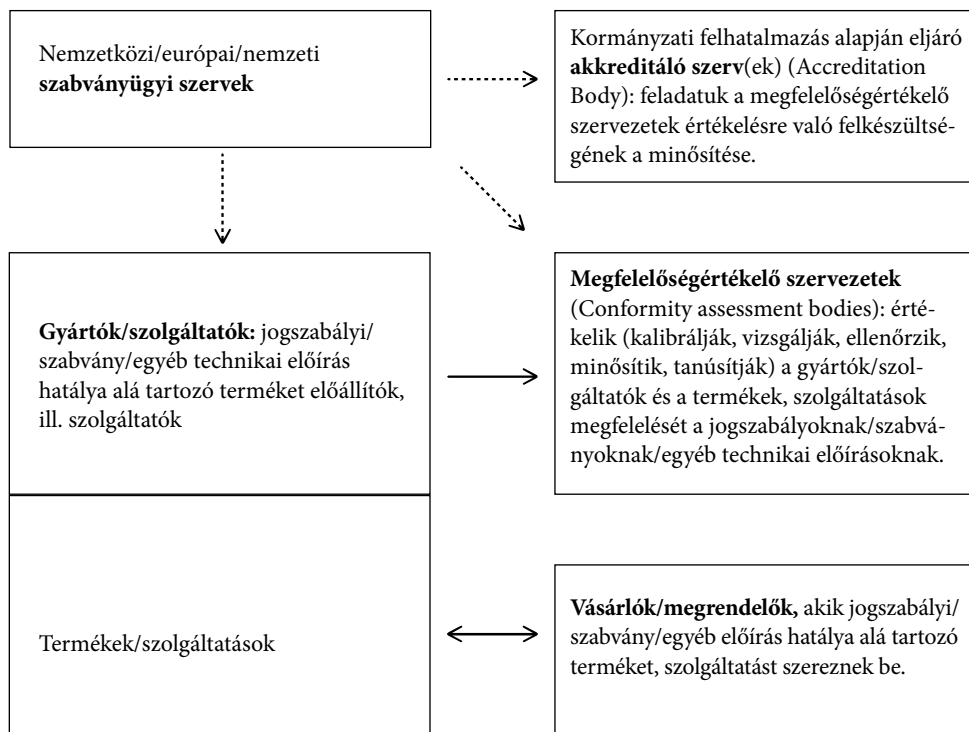 Nemzetközi/európai/nemzeti
szabványügyi szervek
Kormányzati felhatalmazás alapján eljáró
akkreditáló szerv(ek) (Accreditation
Body): feladatuk a megfelelőségértékelő
szervezetek értékelésre való felkészültsé-
gének a minősítése.
Gyártók/szolgáltatók: jogszabályi/
szabvány/egyéb technikai előírás
hatálya alá tartozó terméket előállítók,
ill. szolgáltatók
Megfelelőségértékelő szervezetek
(Conformity assessment bodies): érté-
kelik (kalibrálják, vizsgálják, ellenőrzik,
minősítik, tanúsítják) a gyártók/szol-
gáltatók és a termékek, szolgáltatások
megfelelését a jogszabályoknak/szabvá-
nyoknak/egyéb technikai előírásoknak.
Termékek/szolgáltatások
Vásárlók/megrendelők, akik jogszabályi/
szabvány/egyéb előírás hatálya alá tartozó
terméket, szolgáltatást szereznek be.